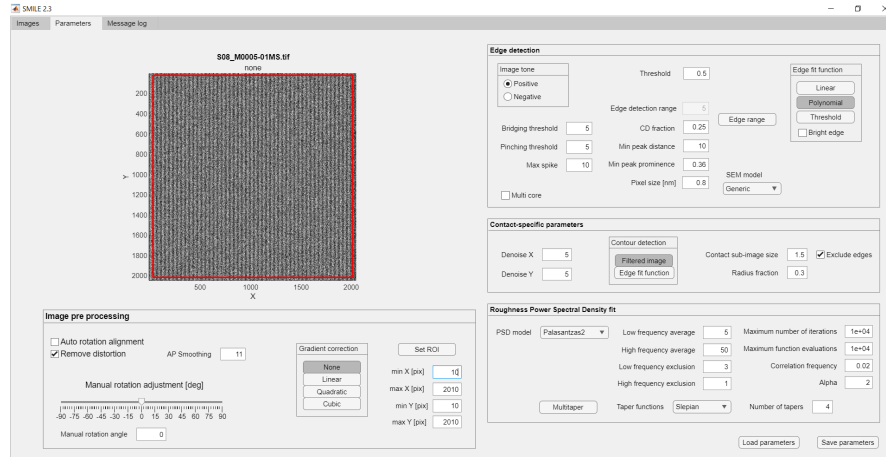 SMILE 2.3
Images Parameters Message log
S08_M0005-01MS.tif
none
200
400
600
800
1000
1200
1400
1600
1800
2000
Y
500 1000 1500 2000
X
Image pre processing
Auto rotation alignment
Remove distortion AP Smoothing 11
Manual rotation adjustment [deg]
-90 -75 -60 -45 -30 -15 0 15 30 45 60 75 90
Manual rotation angle 0
Gradient correction
None
Linear
Quadratic
Cubic
Set ROI
min X [pix] 10
max X [pix] 2010
min Y [pix] 10
max Y [pix] 2010
Edge detection
Image tone
Positive
Negative
Threshold 0.5
Edge detection range 5
Bridging threshold 5
CD fraction 0.25
Edge range
Pinching threshold 5
Min peak distance 10
Max spike 10
Min peak prominence 0.36
Pixel size [nm] 0.8
SEM model
Generic
Multi core
Edge fit function
Linear
Polynomial
Threshold
Bright edge
Contact-specific parameters
Denoise X 5
Denoise Y 5
Contour detection
Filtered image
Edge fit function
Contact sub-image size 1.5
Exclude edges
Radius fraction 0.3
Roughness Power Spectral Density fit
PSD model Palasantzas2
Low frequency average 5
Maximum number of iterations 1e+04
High frequency average 50
Maximum function evaluations 1e+04
Low frequency exclusion 3
Correlation frequency 0.02
High frequency exclusion 1
Alpha 2
Multitaper
Taper functions Slepian
Number of tapers 4
Load parameters Save parameters